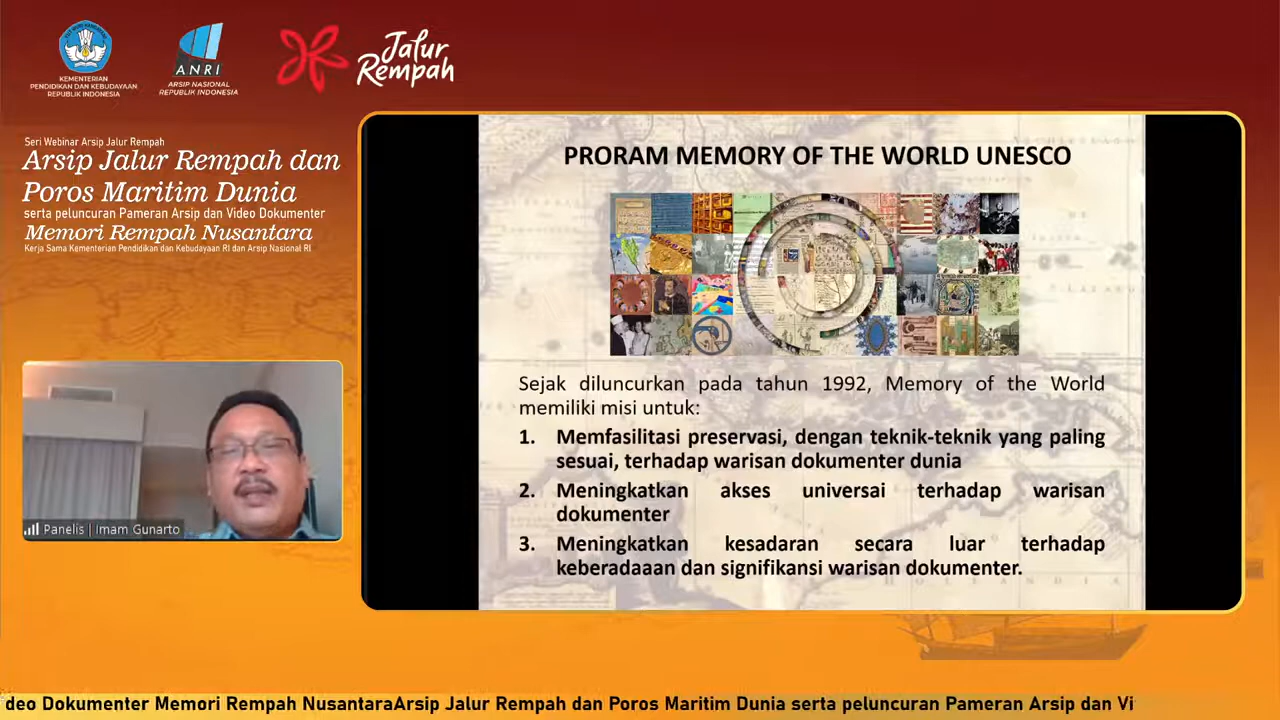 KEMENTERIAN
PENDIDIKAN DAN KEBUDAYAAN
REPUBLIK INDONESIA
ANRI
ARSIP NASIONAL
REPUBLIK INDONESIA
Jalur
Rempah
Seri Webinar Arsip Jalur Rempah
Arsip Jalur Rempah dan
Poros Maritim Dunia
serta peluncuran Pameran Arsip dan Video Dokumenter
Memori Rempah Nusantara
Kerja Sama Kementerian Pendidikan dan Kebudayaan RI dan Arsip Nasional RI
PRORAM MEMORY OF THE WORLD UNESCO
Sejak diluncurkan pada tahun 1992, Memory of the World
memiliki misi untuk:
1. Memfasilitasi preservasi, dengan teknik-teknik yang paling
sesuai, terhadap warisan dokumenter dunia
2. Meningkatkan akses universai terhadap warisan
dokumenter
3. Meningkatkan kesadaran secara luar terhadap
keberadaaan dan signifikansi warisan dokumenter.
Panelis | Imam Gunarto
deo Dokumenter Memori Rempah NusantaraArsip Jalur Rempah dan Poros Maritim Dunia serta peluncuran Pameran Arsip dan Vi